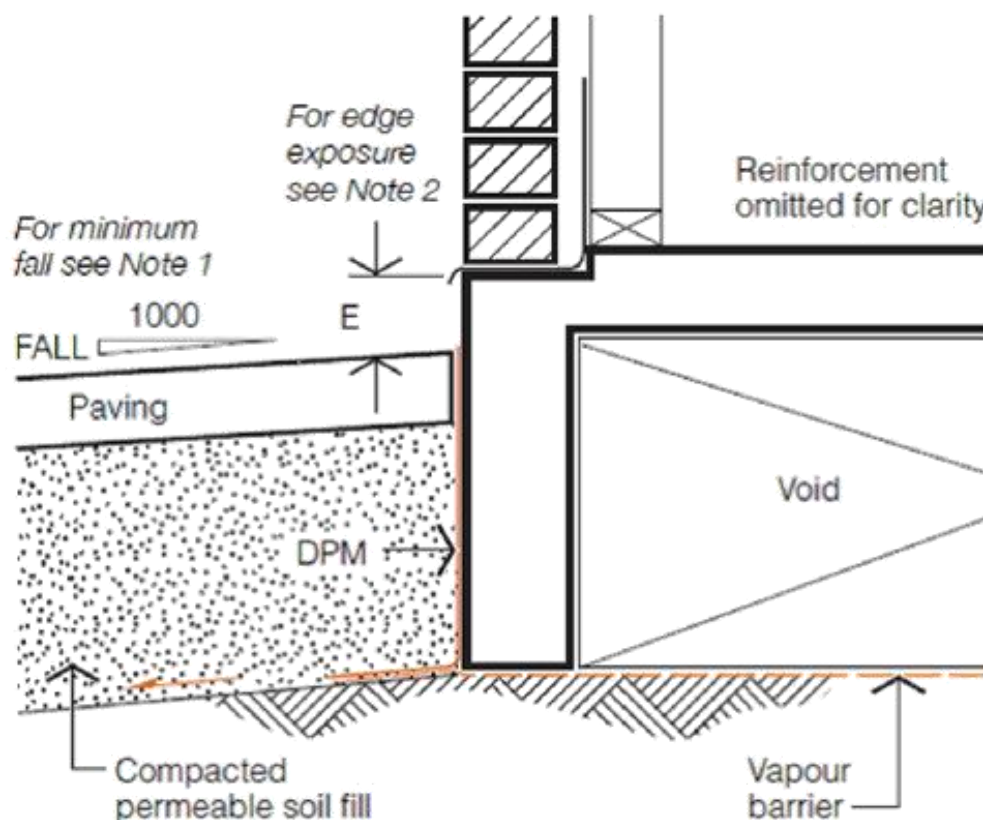 For edge
exposure
see Note 2
Reinforcement
omitted for clarity
For minimum
fall see Note 1
1000
FALL
E
Paving
Void
DPM
Compacted
permeable soil fill
Vapour
barrier